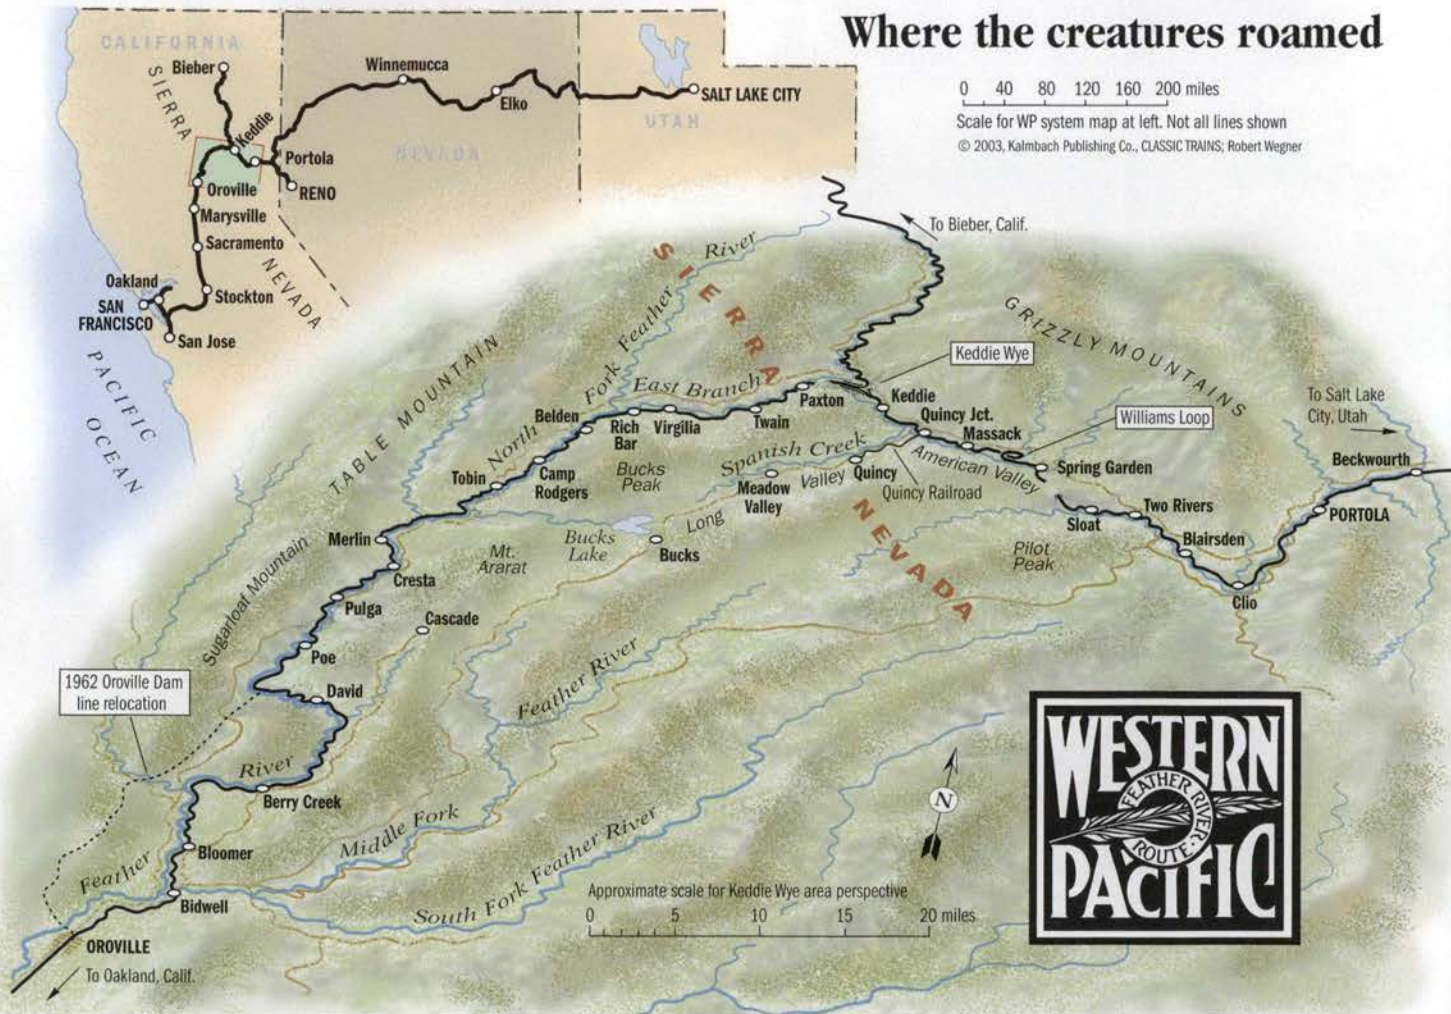 Where the creatures roamed
0 40 80 120 160 200 miles
Scale for WP system map at left. Not all lines shown
© 2003, Kalmbach Publishing Co., CLASSIC TRAINS; Robert Wegner
CALIFORNIA
Bieber
SIERRA
NEVADA
Keddie
Winnemucca
Elko
SALT LAKE CITY
UTAH
NEVADA
Portola
RENO
Oroville
Marysville
Sacramento
Oakland
SAN
FRANCISCO
Stockton
San Jose
PACIFIC
OCEAN
To Bieber, Calif.
SIERRA
NEVADA
GRIZZLY MOUNTAINS
Keddie Wye
Williams Loop
To Salt Lake
City, Utah
Beckwourth
PORTOLA
Clio
Blairsden
Two Rivers
Sloat
Spring Garden
Massack
Quincy Jct.
Keddie
Paxton
Twain
Virgilia
Rich
Bar
Belden
Camp
Rodgers
Tobin
Merlin
Cresta
Pulga
Poe
David
Berry Creek
Bloomer
Bidwell
OROVILLE
To Oakland, Calif.
North Fork Feather River
East Branch
TABLE MOUNTAIN
Sugarloaf Mountain
Bucks
Peak
Spanish Creek
Meadow
Valley
Quincy
American Valley
Quincy Railroad
Long Valley
Bucks
Lake
Bucks
Mt.
Ararat
Cascade
Pilot
Peak
1962 Oroville Dam
line relocation
Feather River
Middle Fork
Feather River
South Fork Feather River
N
Approximate scale for Keddie Wye area perspective
0 5 10 15 20 miles
WESTERN
FEATHER RIVER
ROUTE
PACIFIC